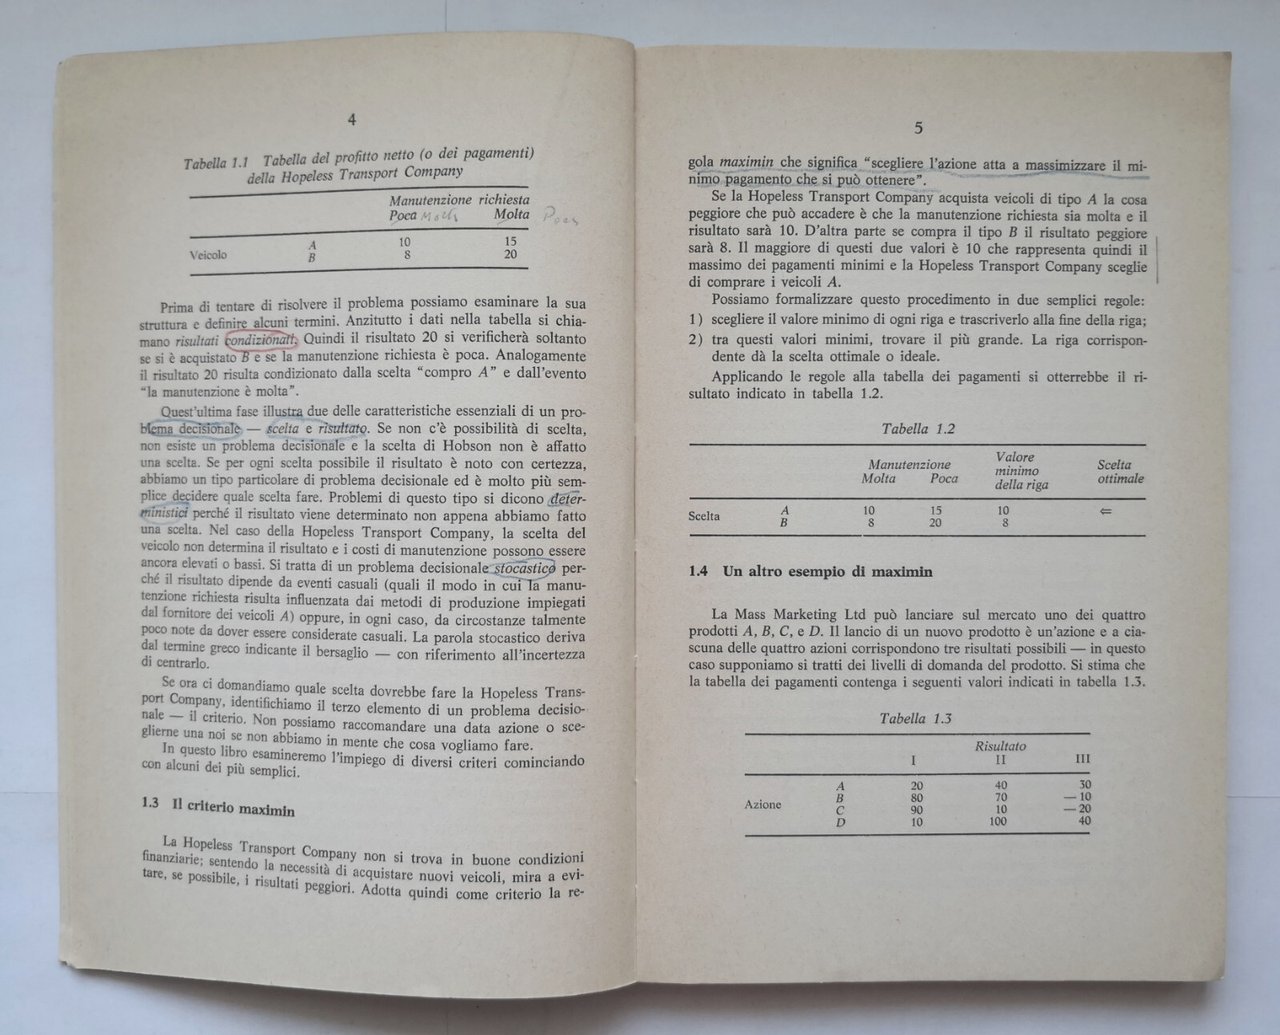 4
Tabella 1.1 Tabella del profitto netto (o dei pagamenti)
della Hopeless Transport Company
Manutenzione richiesta
Poca Molta Molta Poca
Veicolo A 10 15
B 8 20
Prima di tentare di risolvere il problema possiamo esaminare la sua
struttura e definire alcuni termini. Anzitutto i dati nella tabella si chia-
mano risultati condizionati. Quindi il risultato 20 si verificherà soltanto
se si è acquistato B e se la manutenzione richiesta è poca. Analogamente
il risultato 20 risulta condizionato dalla scelta “compro A” e dall’evento
“la manutenzione è molta”.
Quest’ultima fase illustra due delle caratteristiche essenziali di un pro-
blema decisionale — scelta e risultato. Se non c’è possibilità di scelta,
non esiste un problema decisionale e la scelta di Hobson non è affatto
una scelta. Se per ogni scelta possibile il risultato è noto con certezza,
abbiamo un tipo particolare di problema decisionale ed è molto più sem-
plice decidere quale scelta fare. Problemi di questo tipo si dicono deter-
ministici perché il risultato viene determinato non appena abbiamo fatto
una scelta. Nel caso della Hopeless Transport Company, la scelta del
veicolo non determina il risultato e i costi di manutenzione possono essere
ancora elevati o bassi. Si tratta di un problema decisionale stocastico per-
ché il risultato dipende da eventi casuali (quali il modo in cui la manu-
tenzione richiesta risulta influenzata dai metodi di produzione impiegati
dal fornitore dei veicoli A) oppure, in ogni caso, da circostanze talmente
poco note da dover essere considerate casuali. La parola stocastico deriva
dal termine greco indicante il bersaglio — con riferimento all’incertezza
di centrarlo.
Se ora ci domandiamo quale scelta dovrebbe fare la Hopeless Trans-
port Company, identifichiamo il terzo elemento di un problema decisio-
nale — il criterio. Non possiamo raccomandare una data azione o sce-
glierne una noi se non abbiamo in mente che cosa vogliamo fare.
In questo libro esamineremo l’impiego di diversi criteri cominciando
con alcuni dei più semplici.
1.3 Il criterio maximin
La Hopeless Transport Company non si trova in buone condizioni
finanziarie; sentendo la necessità di acquistare nuovi veicoli, mira a evi-
tare, se possibile, i risultati peggiori. Adotta quindi come criterio la re-
5
gola maximin che significa “scegliere l’azione atta a massimizzare il mi-
nimo pagamento che si può ottenere”.
Se la Hopeless Transport Company acquista veicoli di tipo A la cosa
peggiore che può accadere è che la manutenzione richiesta sia molta e il
risultato sarà 10. D’altra parte se compra il tipo B il risultato peggiore
sarà 8. Il maggiore di questi due valori è 10 che rappresenta quindi il
massimo dei pagamenti minimi e la Hopeless Transport Company sceglie
di comprare i veicoli A.
Possiamo formalizzare questo procedimento in due semplici regole:
1) scegliere il valore minimo di ogni riga e trascriverlo alla fine della riga;
2) tra questi valori minimi, trovare il più grande. La riga corrispon-
dente dà la scelta ottimale o ideale.
Applicando le regole alla tabella dei pagamenti si otterrebbe il ri-
sultato indicato in tabella 1.2.
Tabella 1.2
Manutenzione Valore minimo della riga Scelta ottimale
Molta Poca
Scelta A 10 15 10 ⇐
B 8 20 8
1.4 Un altro esempio di maximin
La Mass Marketing Ltd può lanciare sul mercato uno dei quattro
prodotti A, B, C, e D. Il lancio di un nuovo prodotto è un’azione e a cia-
scuna delle quattro azioni corrispondono tre risultati possibili — in questo
caso supponiamo si tratti dei livelli di domanda del prodotto. Si stima che
la tabella dei pagamenti contenga i seguenti valori indicati in tabella 1.3.
Tabella 1.3
Risultato
I II III
Azione A 20 40 30
B 80 70 —10
C 90 10 —20
D 10 100 40